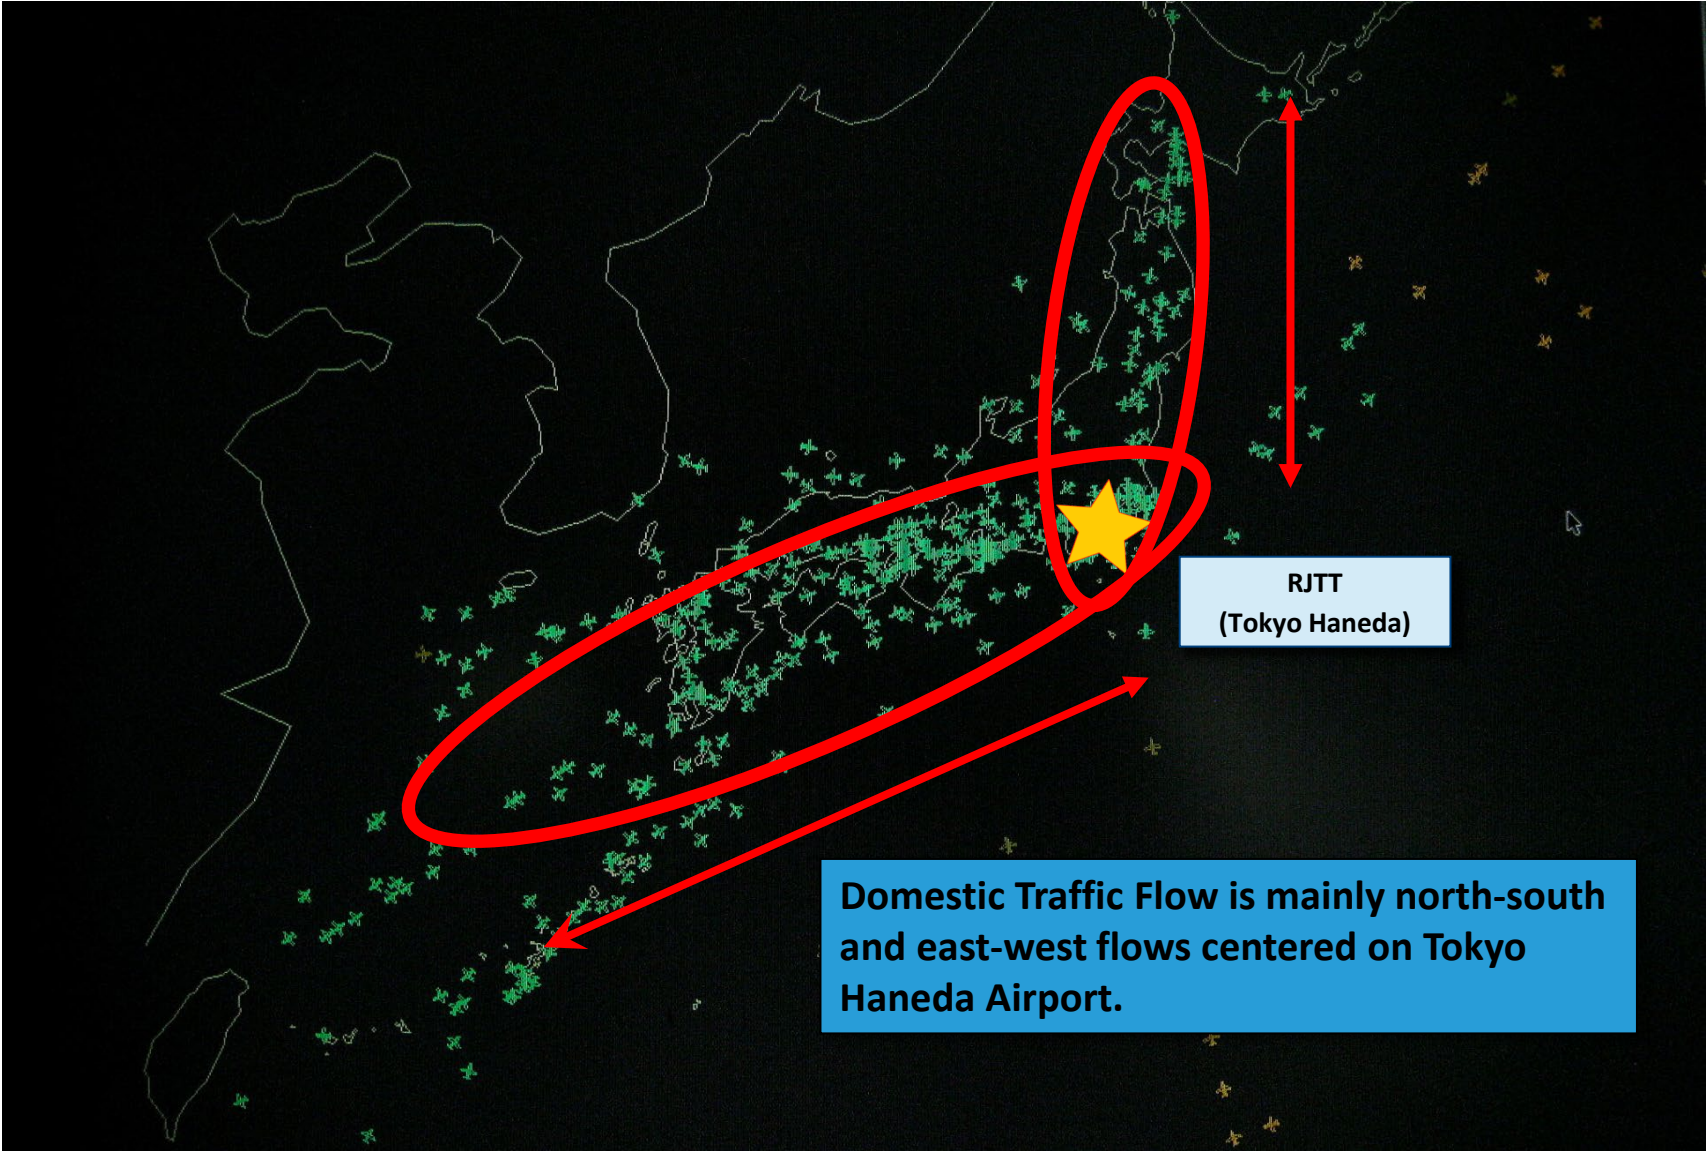 RJTT
(Tokyo Haneda)
Domestic Traffic Flow is mainly north-south
and east-west flows centered on Tokyo
Haneda Airport.